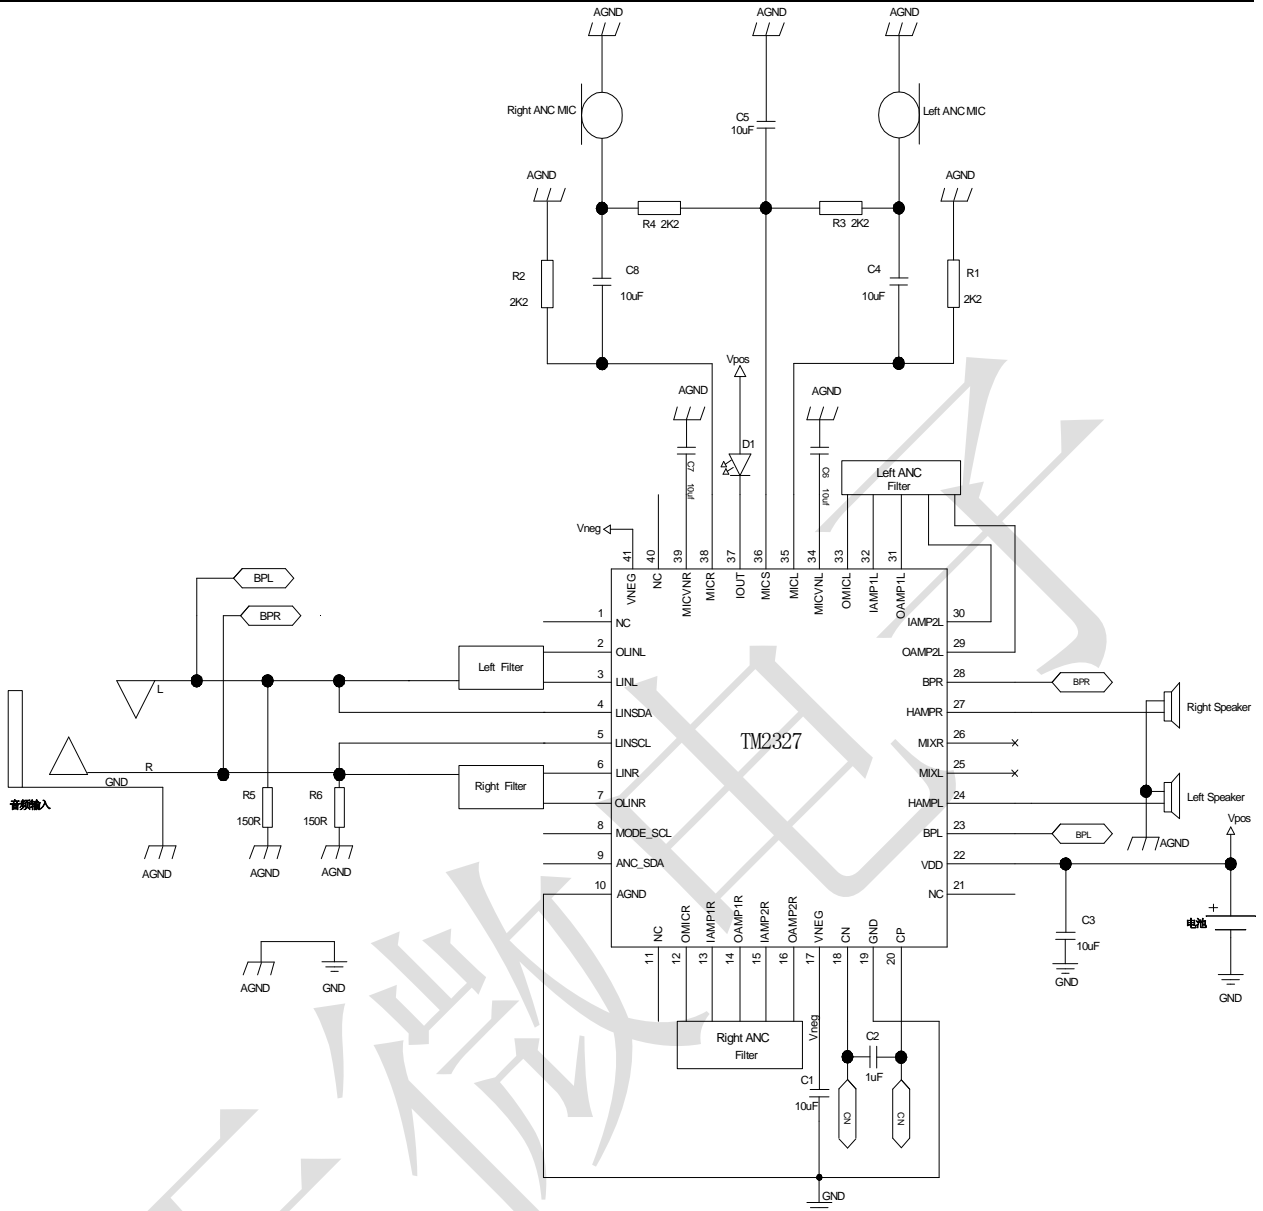 AGND
AGND
AGND
Right ANC MIC
C5
10uF
Left ANC MIC
AGND
AGND
R4 2K2
R3 2K2
R2
2K2
C8
10uF
C4
10uF
R1
2K2
Vpos
AGND
AGND
D1
C7 10uf
C6 10uf
Left ANC
Filter
Vneg
41
40
39
38
37
36
35
34
33
32
31
VNEG
NC
MICVNR
MICR
IOUT
MICS
MICL
MICVNL
OMICL
IAMP1L
OAMP1L
BPL
BPR
1 NC
2 OLINL
3 LINL
4 LINSDA
5 LINSCL
6 LINR
7 OLINR
8 MODE_SCL
9 ANC_SDA
10 AGND
Left Filter
Right Filter
TM2327
IAMP2L 30
OAMP2L 29
BPR 28
HAMPR 27
MIXR 26
MIXL 25
HAMPL 24
BPL 23
VDD 22
NC 21
BPR
Right Speaker
Left Speaker
BPL
AGND
Vpos
L
R
GND
音频输入
R5
150R
R6
150R
AGND
AGND
AGND
AGND
GND
NC
OMICR
IAMP1R
OAMP1R
IAMP2R
OAMP2R
VNEG
CN
GND
CP
11
12
13
14
15
16
17
18
19
20
C3
10uF
GND
+
电池
GND
Right ANC
Filter
Vneg
C1
10uF
C2
1uF
CN
CN
GND
微电子